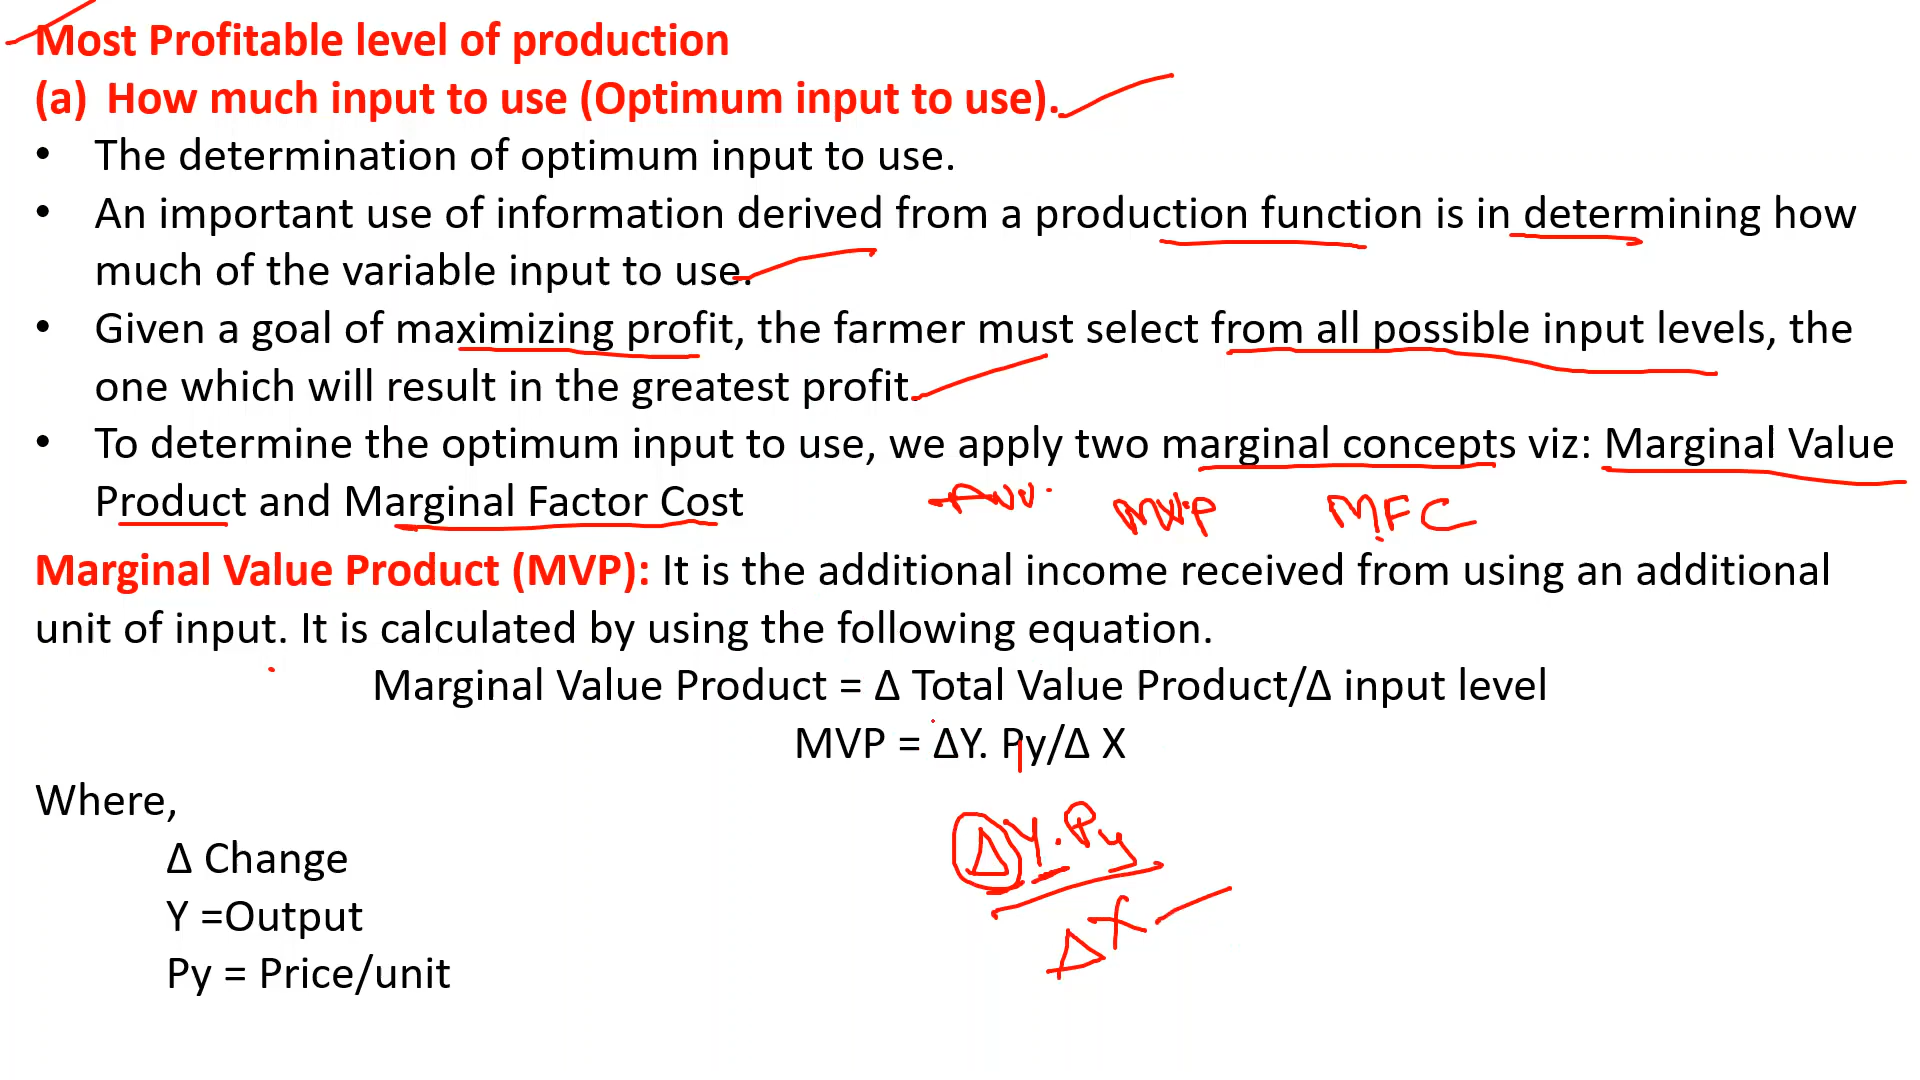 Most Profitable level of production
(a) How much input to use (Optimum input to use).
• The determination of optimum input to use.
• An important use of information derived from a production function is in determining how
much of the variable input to use.
• Given a goal of maximizing profit, the farmer must select from all possible input levels, the
one which will result in the greatest profit.
• To determine the optimum input to use, we apply two marginal concepts viz: Marginal Value
Product and Marginal Factor Cost
MVP MFC
Marginal Value Product (MVP): It is the additional income received from using an additional
unit of input. It is calculated by using the following equation.
Marginal Value Product = Δ Total Value Product/Δ input level
MVP = ΔY. Py/Δ X
Where,
Δ Y.Py
Δ Change
Δ X
Y =Output
Py = Price/unit